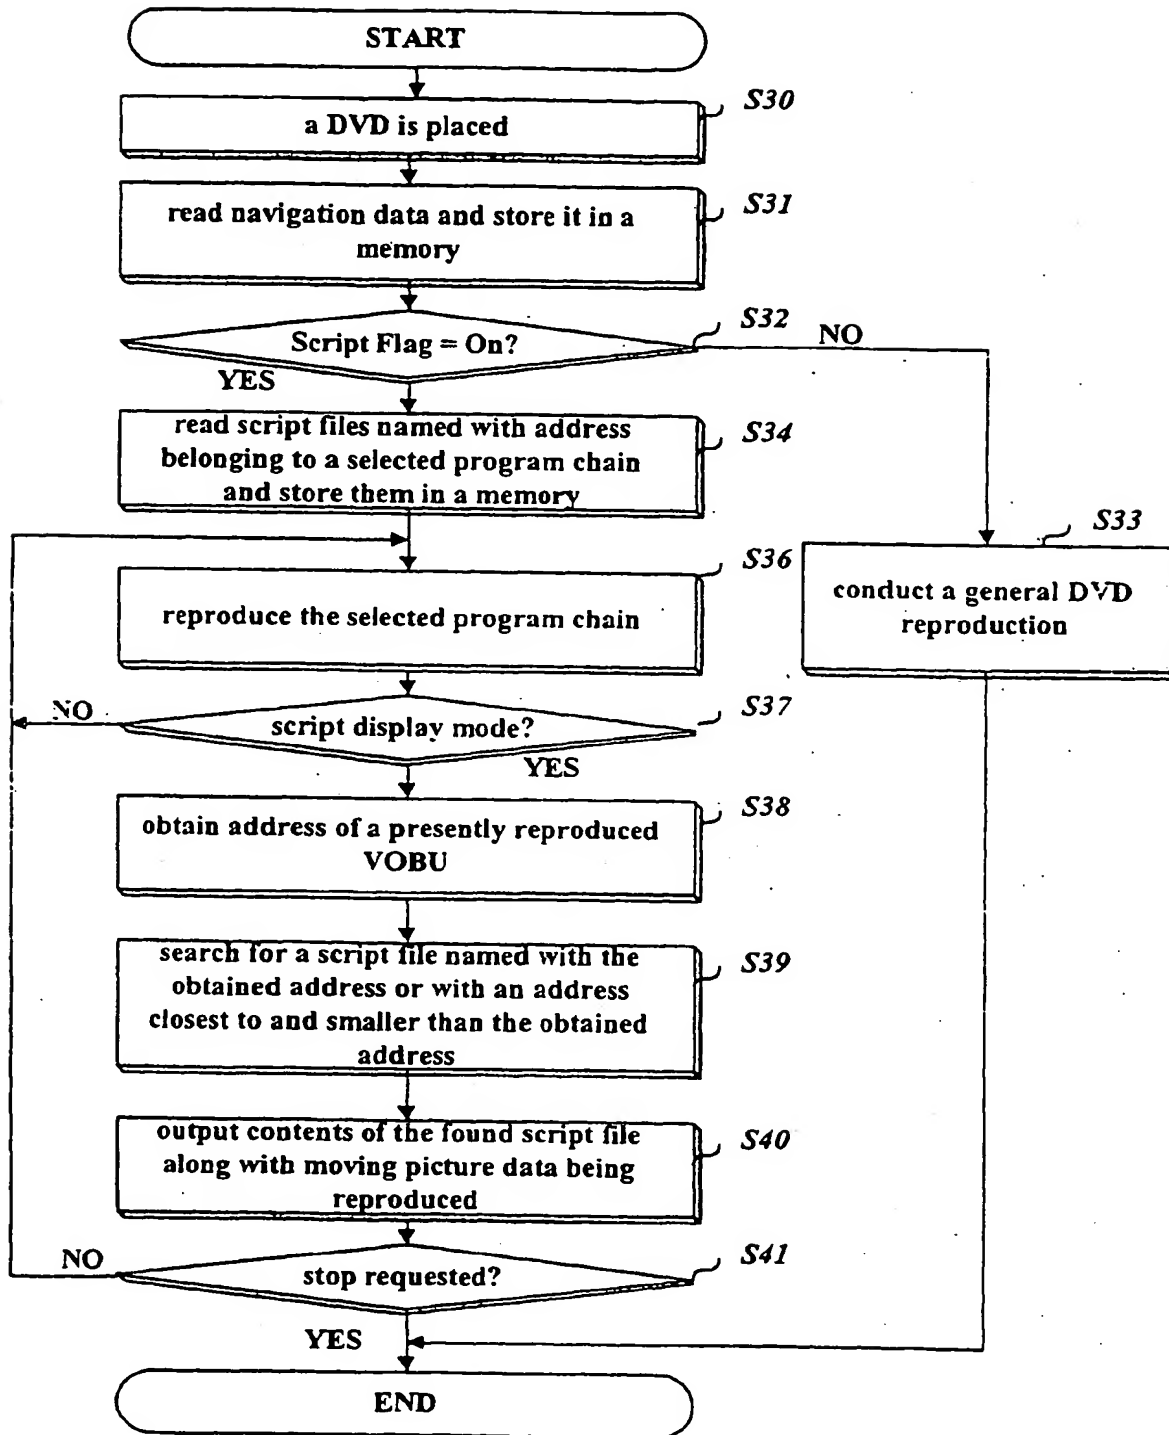 START
S30
a DVD is placed
S31
read navigation data and store it in a
memory
S32
Script Flag = On?
NO
YES
S34
read script files named with address
belonging to a selected program chain
and store them in a memory
S33
conduct a general DVD
reproduction
S36
reproduce the selected program chain
NO
S37
script display mode?
YES
S38
obtain address of a presently reproduced
VOBU
S39
search for a script file named with the
obtained address or with an address
closest to and smaller than the obtained
address
S40
output contents of the found script file
along with moving picture data being
reproduced
NO
S41
stop requested?
YES
END